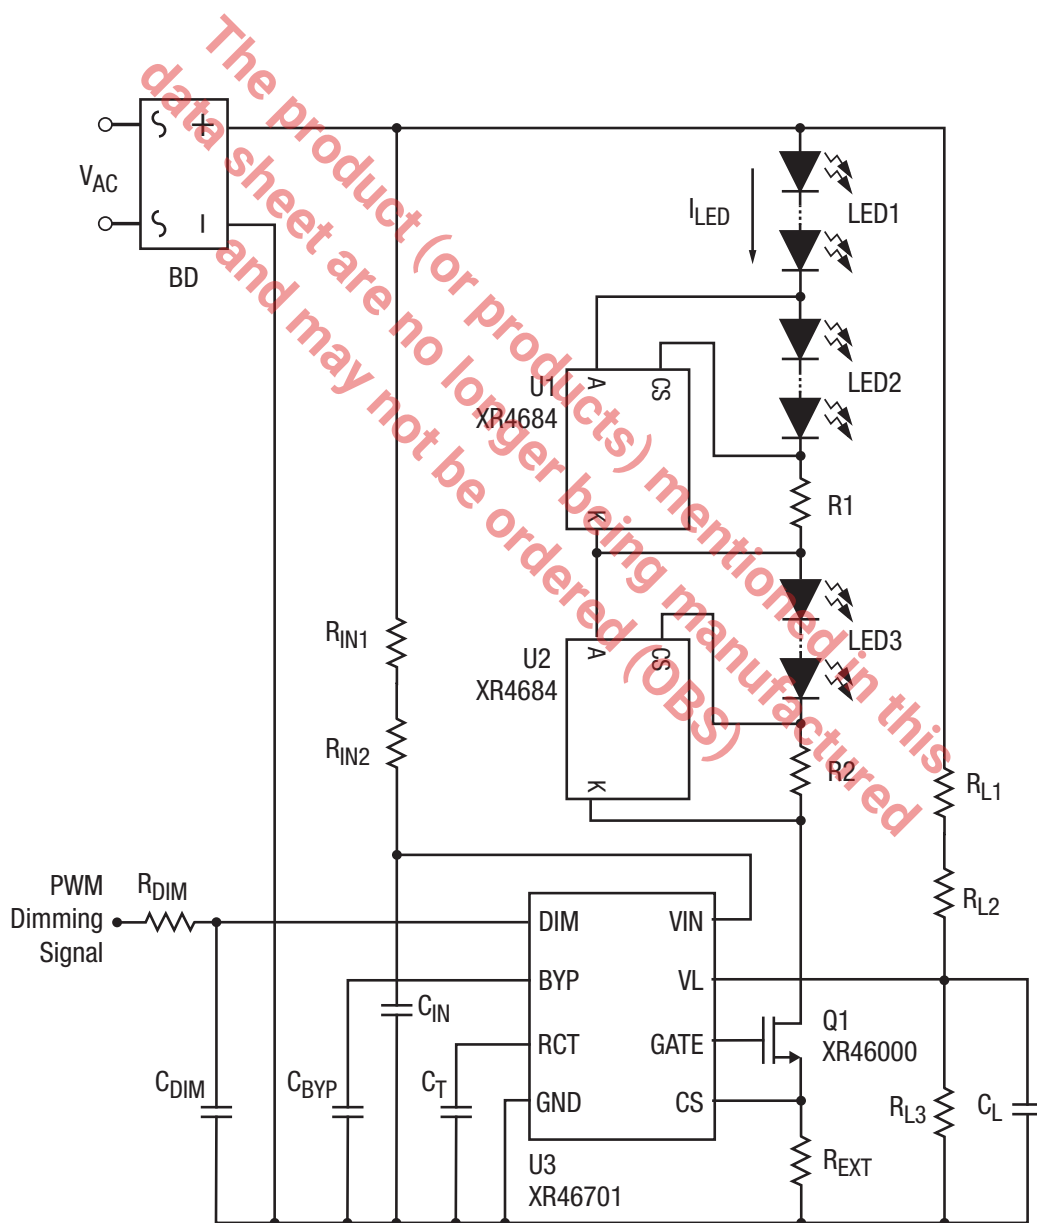 The product (or products) mentioned in this
data sheet are no longer being manufactured
and may not be ordered (OBS)
VAC
BD
+
ILED
LED1
LED2
A
CS
U1
XR4684
K
R1
LED3
A
CS
U2
XR4684
K
R2
RIN1
RIN2
RL1
RL2
PWM
Dimming
Signal
RDIM
DIM
VIN
BYP
VL
CIN
RCT
GATE
Q1
XR46000
CDIM
CBYP
CT
GND
CS
RL3
CL
REXT
U3
XR46701